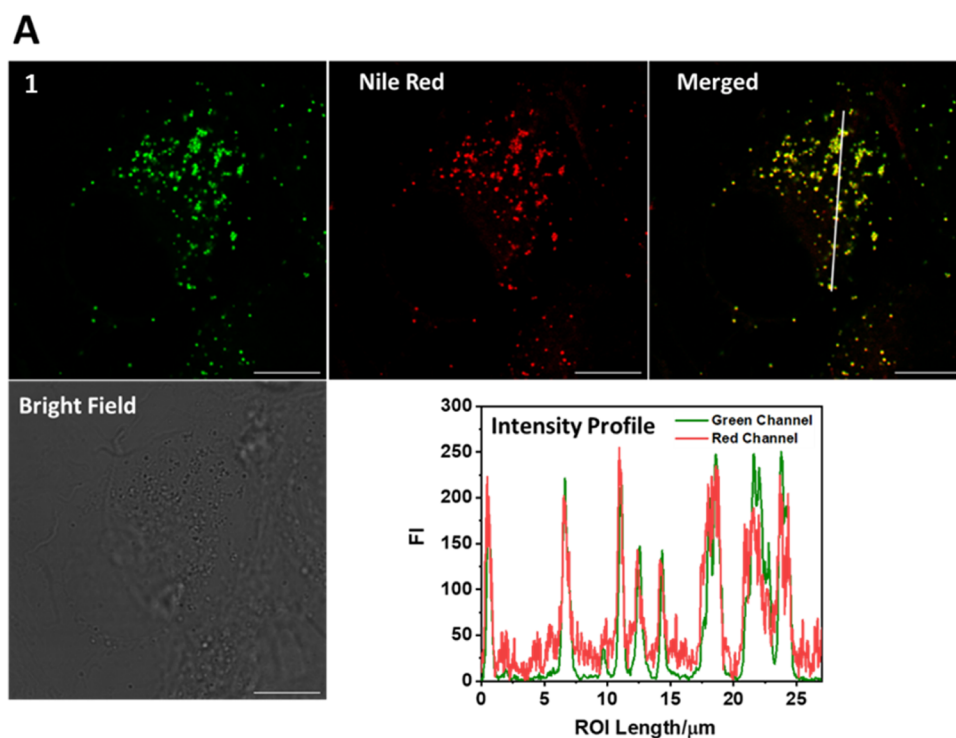 A
1
Nile Red
Merged
Bright Field
Intensity Profile
Green Channel
Red Channel
300
250
200
150
100
50
0
FI
0 5 10 15 20 25
ROI Length/μm